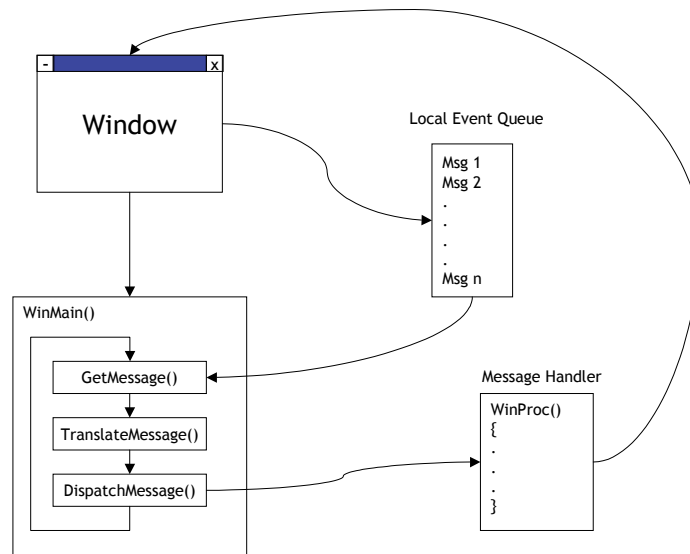 - x
Window
Local Event Queue
Msg 1
Msg 2
.
.
.
.
Msg n
WinMain()
GetMessage()
TranslateMessage()
DispatchMessage()
Message Handler
WinProc()
{
.
.
.
}